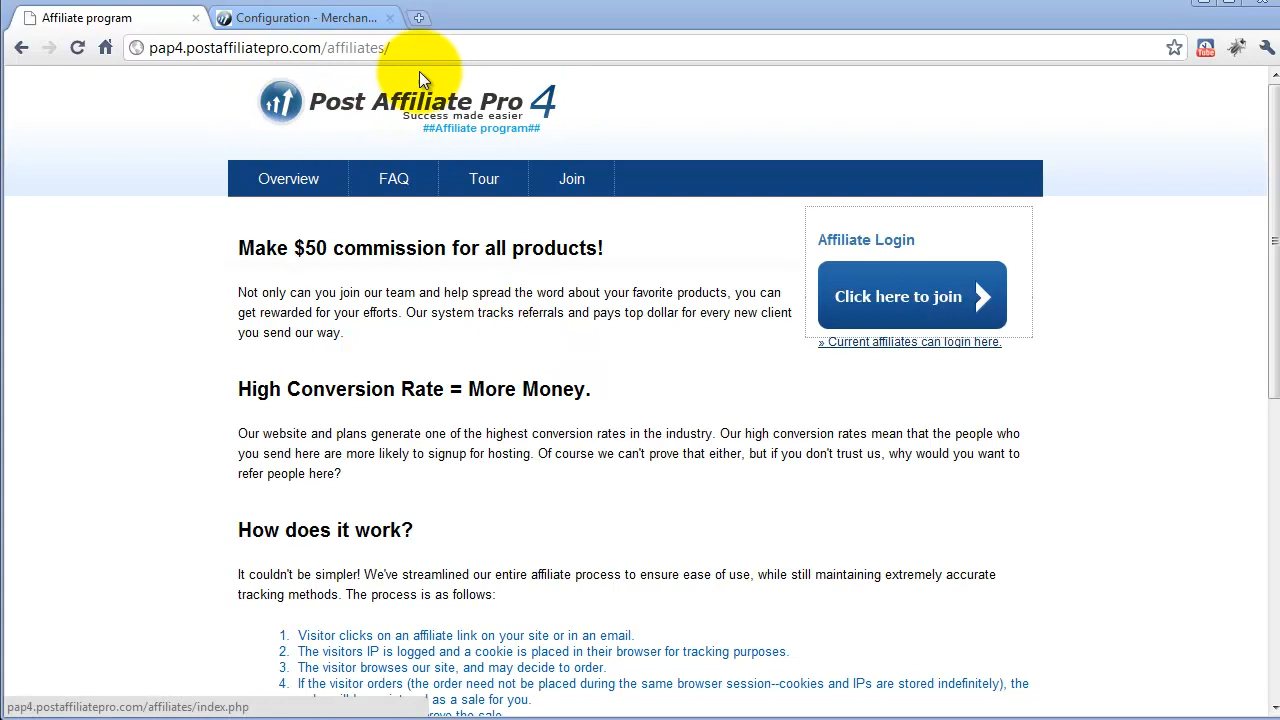 Affiliate program
Configuration - Merchan...
pap4.postaffiliatepro.com/affiliates/
You Tube
Post Affiliate Pro 4
Success made easier
##Affiliate program##
Overview FAQ Tour Join
Make $50 commission for all products!
Not only can you join our team and help spread the word about your favorite products, you can
get rewarded for your efforts. Our system tracks referrals and pays top dollar for every new client
you send our way.
Affiliate Login
Click here to join
» Current affiliates can login here.
High Conversion Rate = More Money.
Our website and plans generate one of the highest conversion rates in the industry. Our high conversion rates mean that the people who
you send here are more likely to signup for hosting. Of course we can't prove that either, but if you don't trust us, why would you want to
refer people here?
How does it work?
It couldn't be simpler! We've streamlined our entire affiliate process to ensure ease of use, while still maintaining extremely accurate
tracking methods. The process is as follows:
1. Visitor clicks on an affiliate link on your site or in an email.
2. The visitors IP is logged and a cookie is placed in their browser for tracking purposes.
3. The visitor browses our site, and may decide to order.
4. If the visitor orders (the order need not be placed during the same browser session--cookies and IPs are stored indefinitely), the
as a sale for you.
the sale
pap4.postaffiliatepro.com/affiliates/index.php